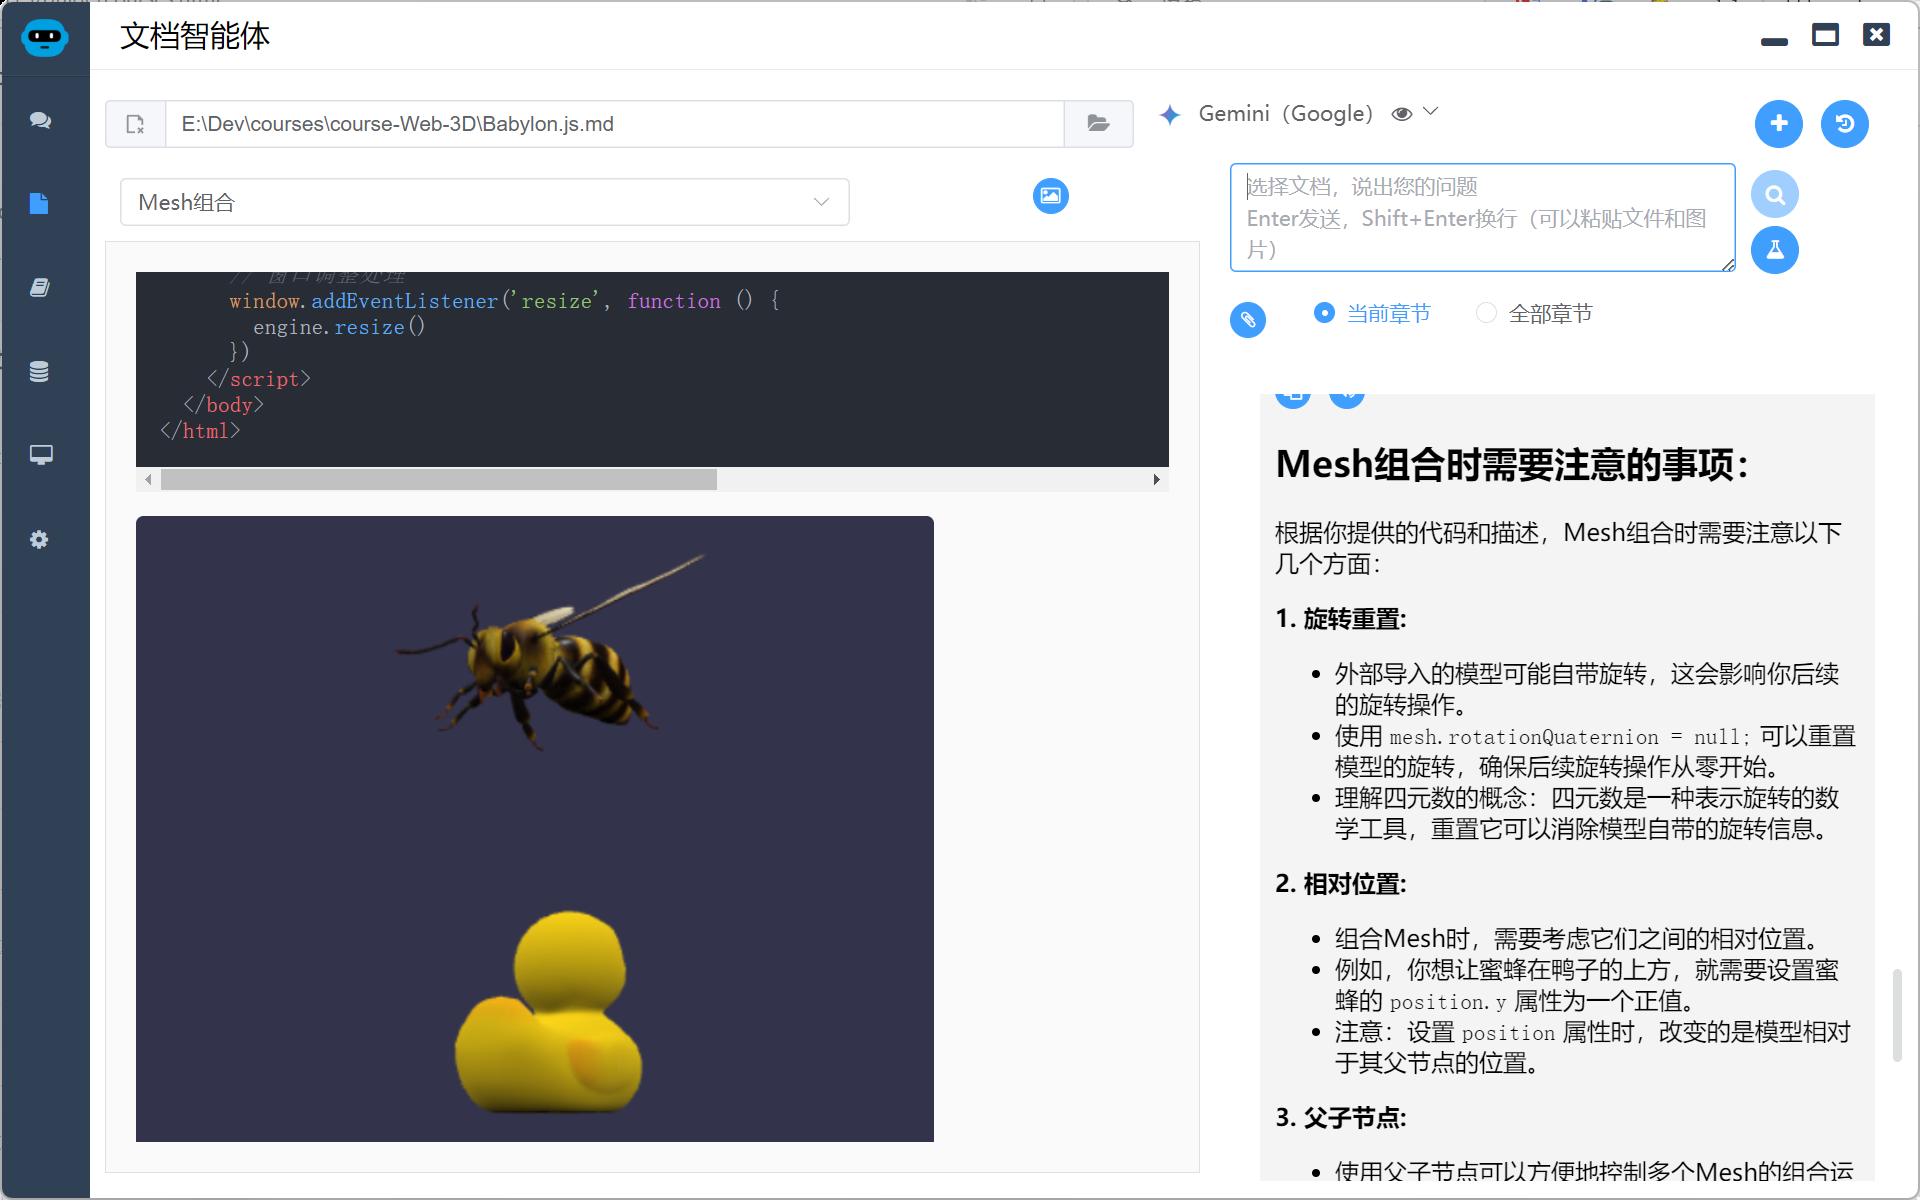 文档智能体
E:\Dev\courses\course-Web-3D\Babylon.js.md
Gemini（Google）
Mesh组合
选择文档，说出您的问题
Enter发送，Shift+Enter换行（可以粘贴文件和图
片）
当前章节
全部章节
// 窗口调整处理
window.addEventListener('resize', function () {
engine.resize()
})
</script>
</body>
</html>
Mesh组合时需要注意的事项：
根据你提供的代码和描述，Mesh组合时需要注意以下
几个方面：
1. 旋转重置:
• 外部导入的模型可能自带旋转，这会影响你后续
的旋转操作。
• 使用 mesh.rotationQuaternion = null; 可以重置
模型的旋转，确保后续旋转操作从零开始。
• 理解四元数的概念：四元数是一种表示旋转的数
学工具，重置它可以消除模型自带的旋转信息。
2. 相对位置:
• 组合Mesh时，需要考虑它们之间的相对位置。
• 例如，你想让蜜蜂在鸭子的上方，就需要设置蜜
蜂的 position.y 属性为一个正值。
• 注意：设置 position 属性时，改变的是模型相对
于其父节点的位置。
3. 父子节点:
• 使用父子节点可以方便地控制多个Mesh的组合运